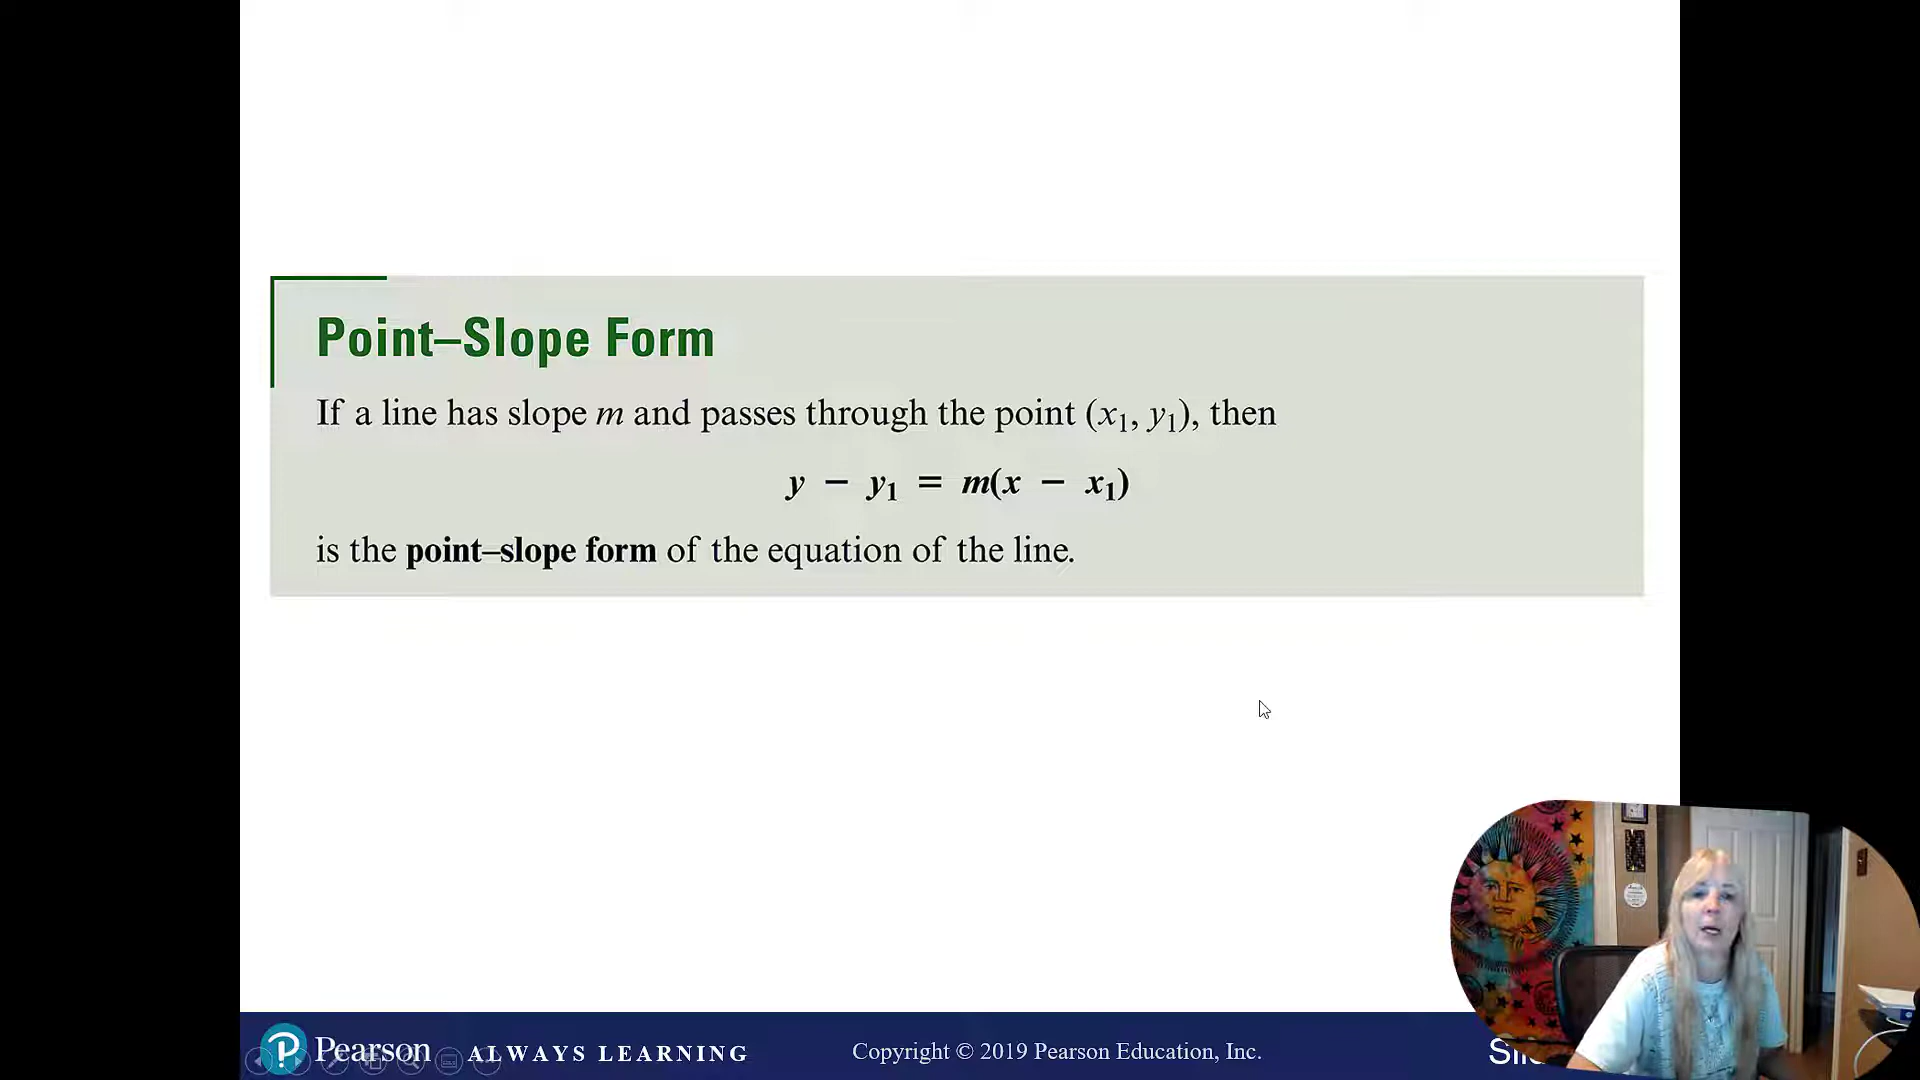 Point–Slope Form
If a line has slope m and passes through the point (x₁, y₁), then
y − y₁ = m(x − x₁)
is the point–slope form of the equation of the line.
Pearson ALWAYS LEARNING Copyright © 2019 Pearson Education, Inc.